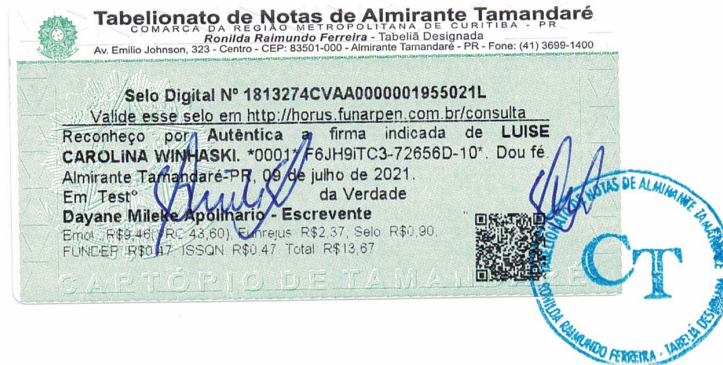 Tabelionato de Notas de Almirante Tamandaré
COMARCA DA REGIÃO METROPOLITANA DE CURITIBA - PR
Ronilda Raimundo Ferreira - Tabeliã Designada
Av. Emilio Johnson, 323 - Centro - CEP: 83501-000 - Almirante Tamandaré - PR - Fone: (41) 3699-1400
Selo Digital Nº 1813274CVAA0000001955021L
Valide esse selo em http://horus.funarpen.com.br/consulta
Reconheço por Autêntica a firma indicada de LUISE
CAROLINA WINHASKI. *0001* F6JH9iTC3-72656D-10*. Dou fé.
Almirante Tamandaré-PR, 09 de julho de 2021.
Em Testº da Verdade
Dayane Mileke Apolinario - Escrevente
Emol. R$9,46(VRC 43,60), Funrejus R$2,37, Selo R$0,90,
FUNDEP R$0,47 ISSQN R$0,47 Total R$13,67
CARTÓRIO DE TAMANDARÉ
TABELIONATO DE NOTAS DE ALMIRANTE TAMANDARÉ
CT
RONILDA RAIMUNDO FERREIRA - TABELIÃ DESIGNADA